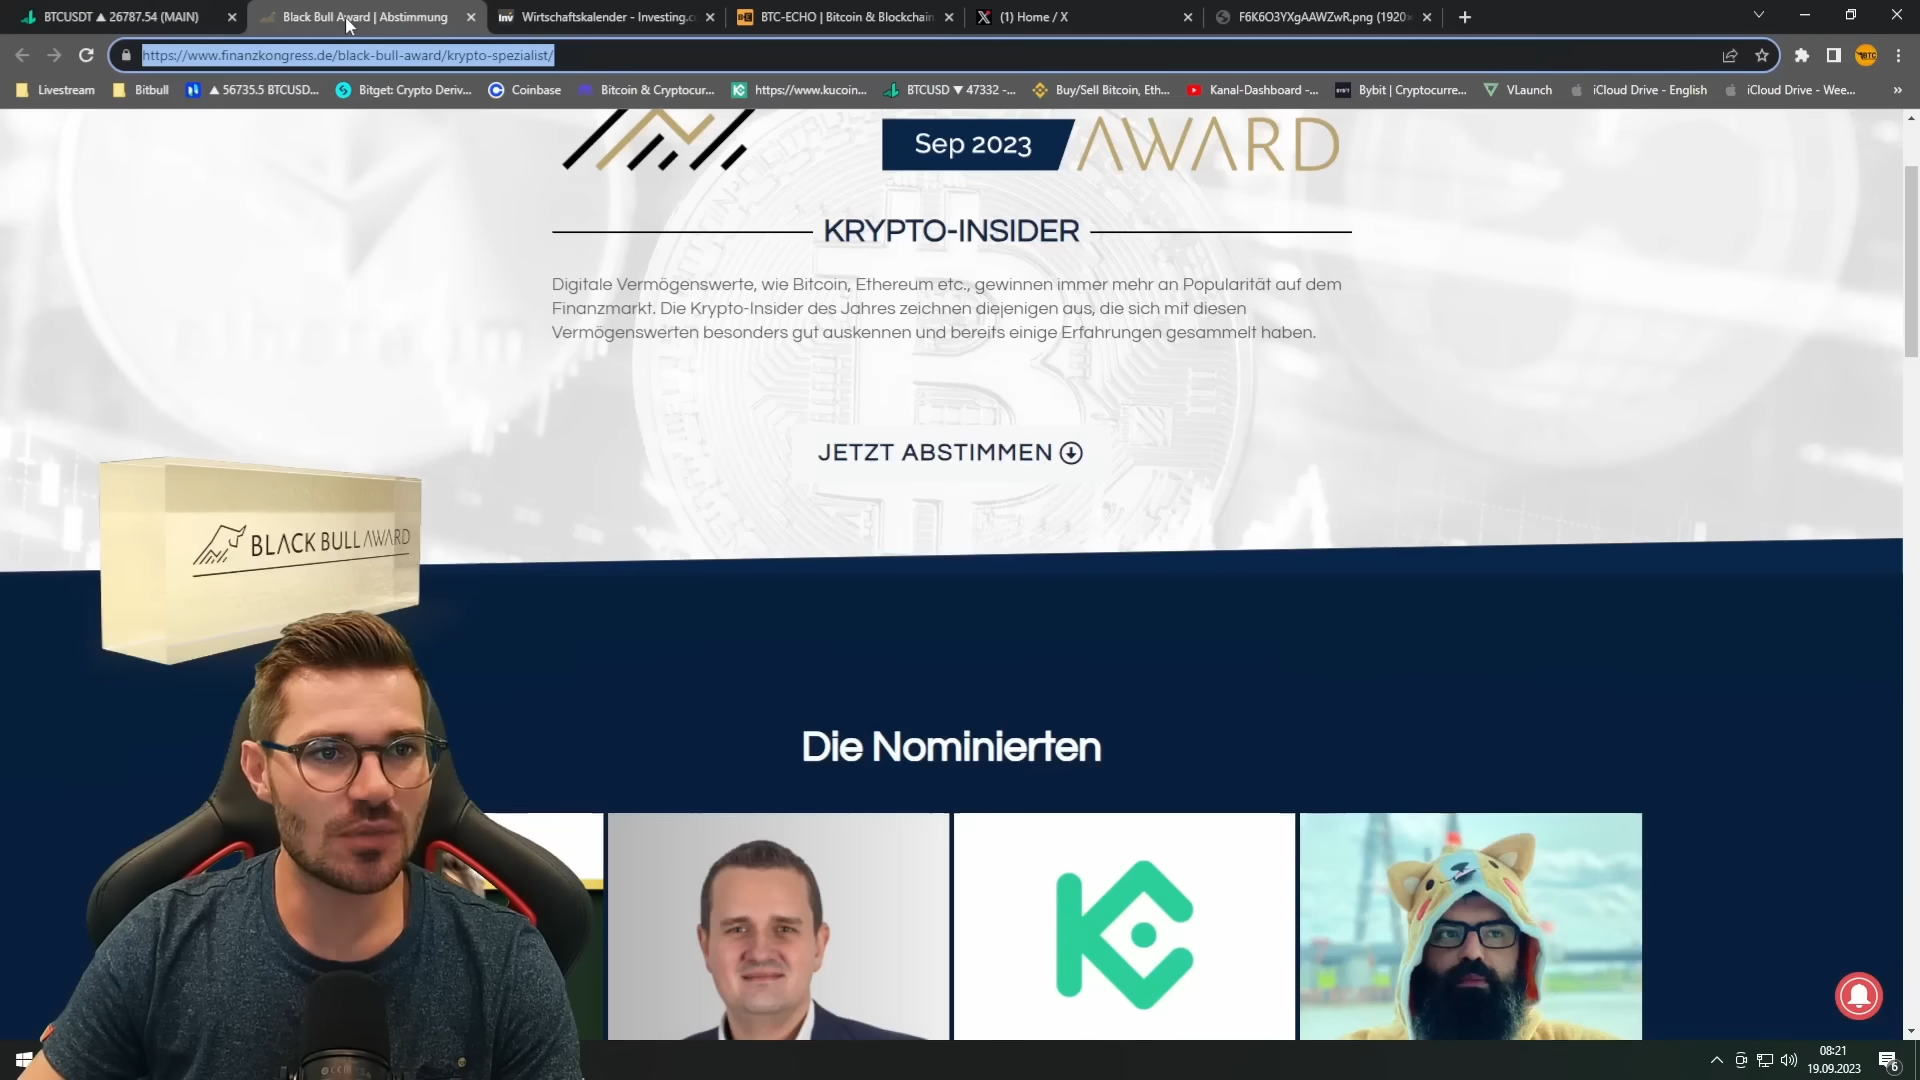 BTCUSDT ▲ 26787.54 (MAIN)
Black Bull Award | Abstimmung
Wirtschaftskalender - Investing.c
BTC-ECHO | Bitcoin & Blockchain
(1) Home / X
F6K6O3YXgAAWZwR.png (1920
https://www.finanzkongress.de/black-bull-award/krypto-spezialist/
Livestream
Bitbull
▲ 56735.5 BTCUSD...
Bitget: Crypto Deriv...
Coinbase
Bitcoin & Cryptocur...
https://www.kucoin...
BTCUSD ▼ 47332 -...
Buy/Sell Bitcoin, Eth...
Kanal-Dashboard -...
Bybit | Cryptocurre...
VLaunch
iCloud Drive - English
iCloud Drive - Wee...
Sep 2023
AWARD
KRYPTO-INSIDER
Digitale Vermögenswerte, wie Bitcoin, Ethereum etc., gewinnen immer mehr an Popularität auf dem
Finanzmarkt. Die Krypto-Insider des Jahres zeichnen diejenigen aus, die sich mit diesen
Vermögenswerten besonders gut auskennen und bereits einige Erfahrungen gesammelt haben.
JETZT ABSTIMMEN
BLACK BULL AWARD
Die Nominierten
08:21
19.09.2023
6